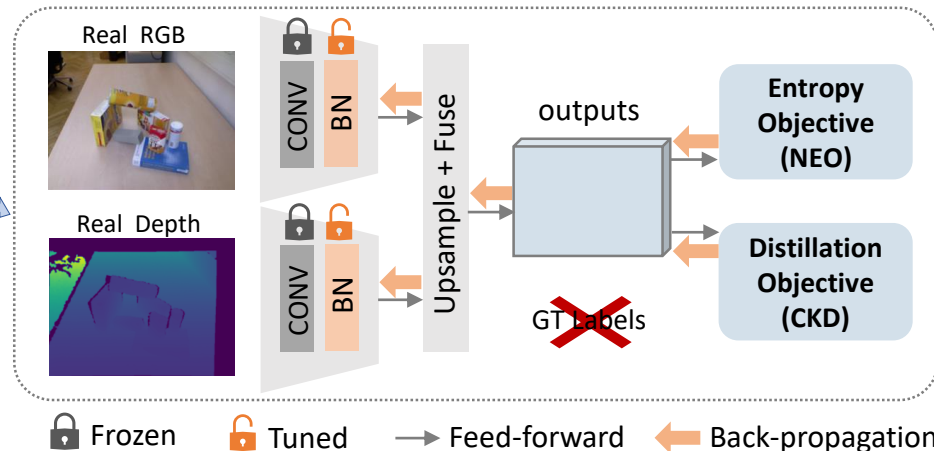 Real RGB
CONV
BN
Real Depth
CONV
BN
Upsample + Fuse
outputs
GT Labels
Entropy
Objective
(NEO)
Distillation
Objective
(CKD)
Frozen
Tuned
Feed-forward
Back-propagation